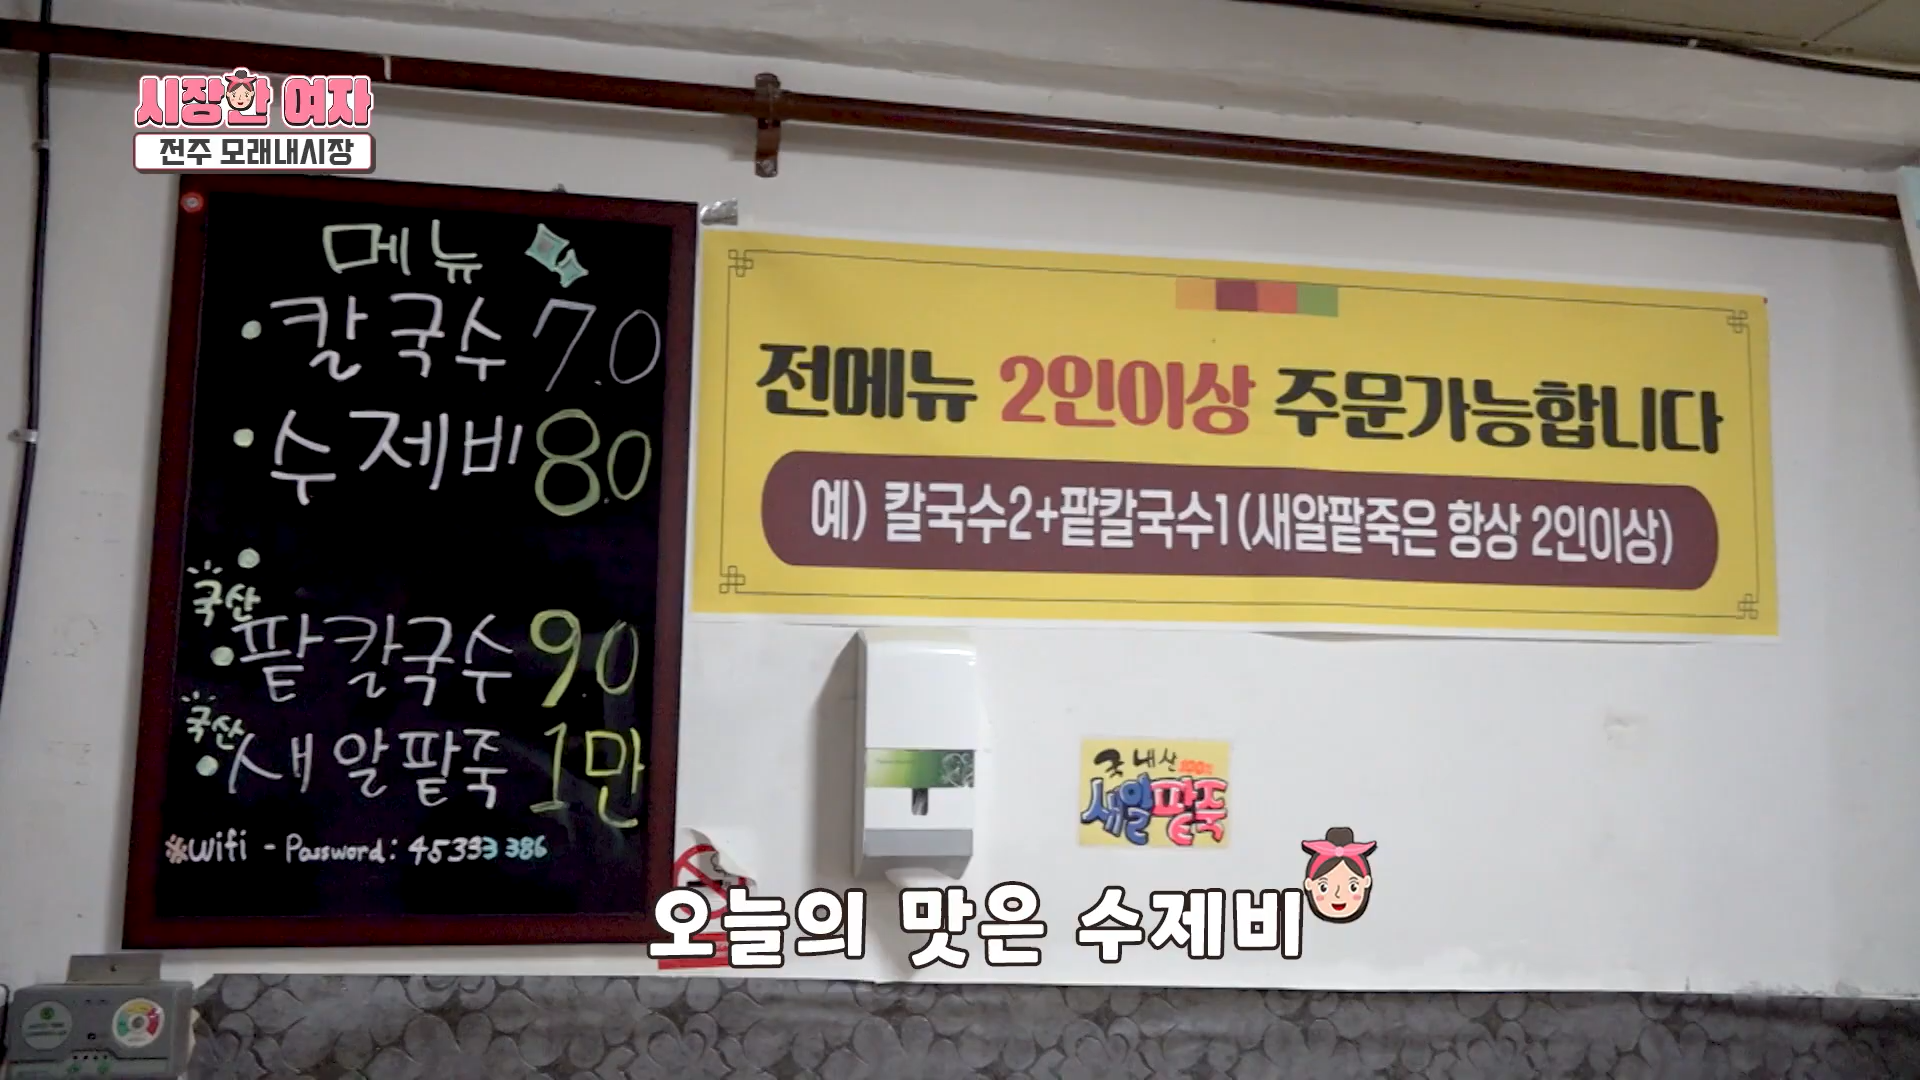 시장안 여자
전주 모래내시장
메뉴
칼국수 7.0
수제비 8.0
국산
팥칼국수 9.0
국산
새알팥죽 1만
※wifi - Password: 45333 386
전메뉴 2인이상 주문가능합니다
예) 칼국수2+팥칼국수1(새알팥죽은 항상 2인이상)
국내산 100%
새알팥죽
오늘의 맛은 수제비